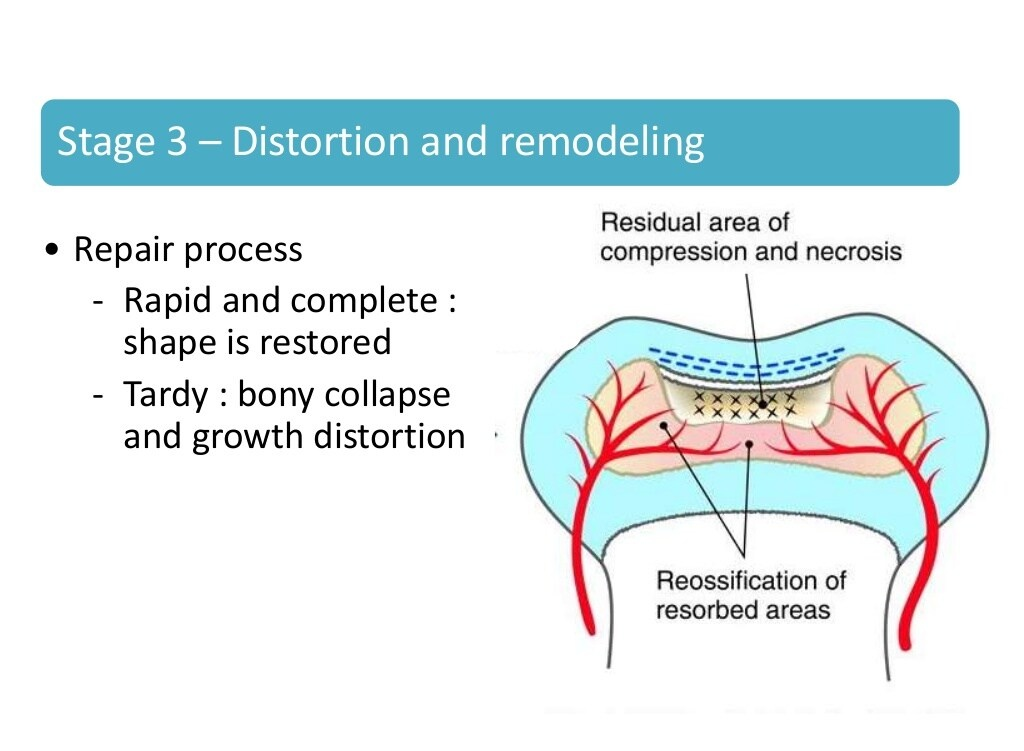 Stage 3 – Distortion and remodeling
• Repair process
- Rapid and complete :
shape is restored
- Tardy : bony collapse
and growth distortion
Residual area of
compression and necrosis
Reossification of
resorbed areas